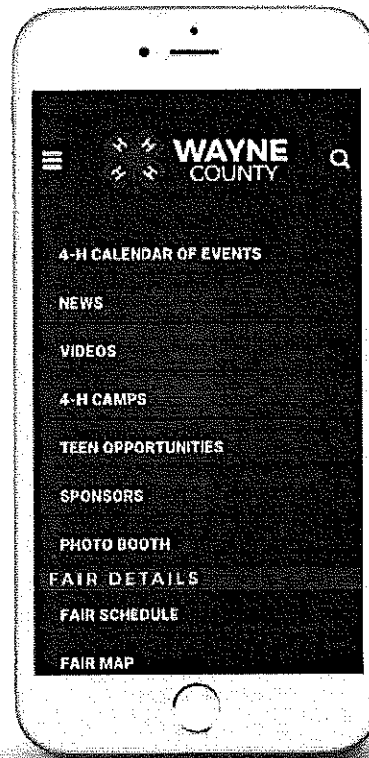 H H
WAYNE
H H
COUNTY
4-H CALENDAR OF EVENTS
NEWS
VIDEOS
4-H CAMPS
TEEN OPPORTUNITIES
SPONSORS
PHOTO BOOTH
FAIR DETAILS
FAIR SCHEDULE
FAIR MAP